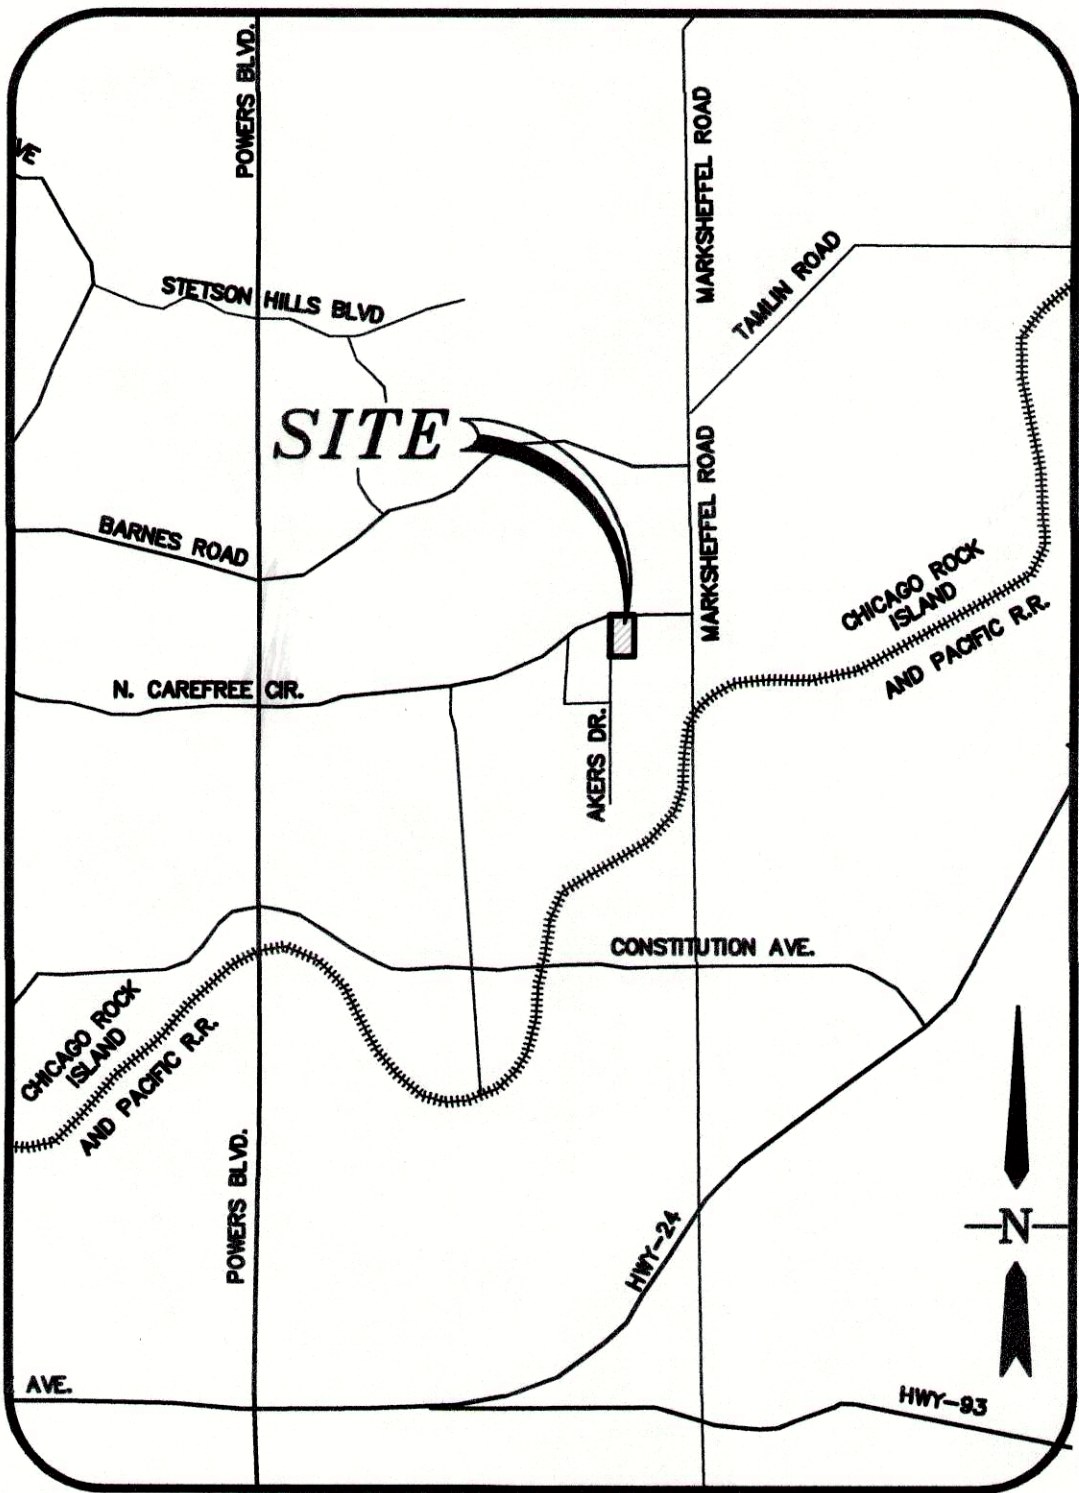 POWERS BLVD.
MARKSHEFFEL ROAD
VE
TAMLIN ROAD
STETSON HILLS BLVD
SITE
MARKSHEFFEL ROAD
BARNES ROAD
CHICAGO ROCK
ISLAND
AND PACIFIC R.R.
N. CAREFREE CIR.
AKERS DR.
CONSTITUTION AVE.
CHICAGO ROCK
ISLAND
AND PACIFIC R.R.
POWERS BLVD.
HWY-24
N
AVE.
HWY-93